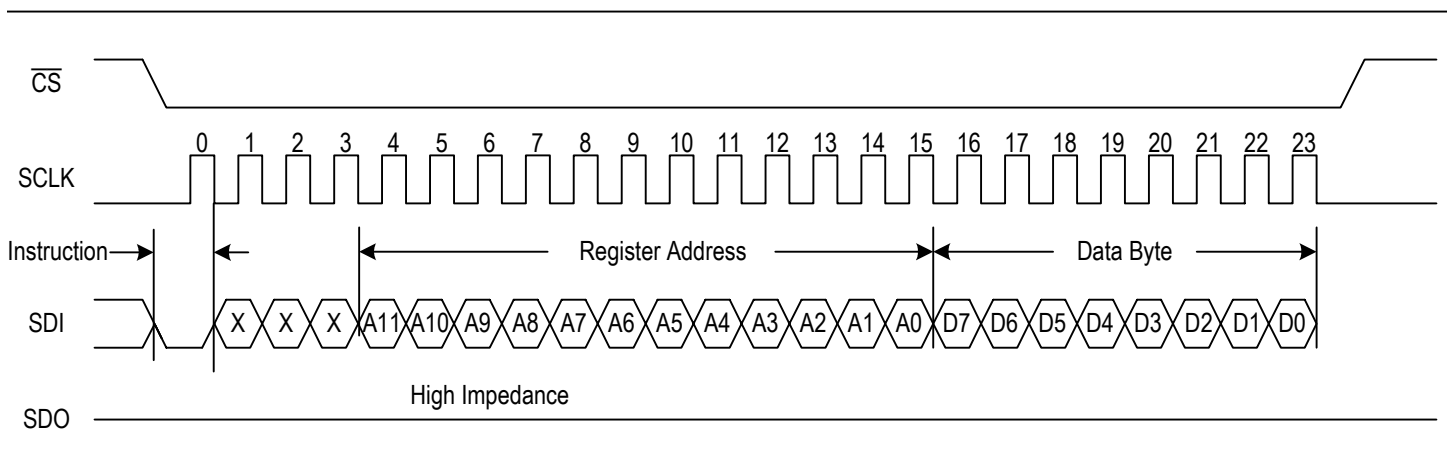 CS
0 1 2 3 4 5 6 7 8 9 10 11 12 13 14 15 16 17 18 19 20 21 22 23
SCLK
Instruction Register Address Data Byte
SDI X X X A11 A10 A9 A8 A7 A6 A5 A4 A3 A2 A1 A0 D7 D6 D5 D4 D3 D2 D1 D0
High Impedance
SDO